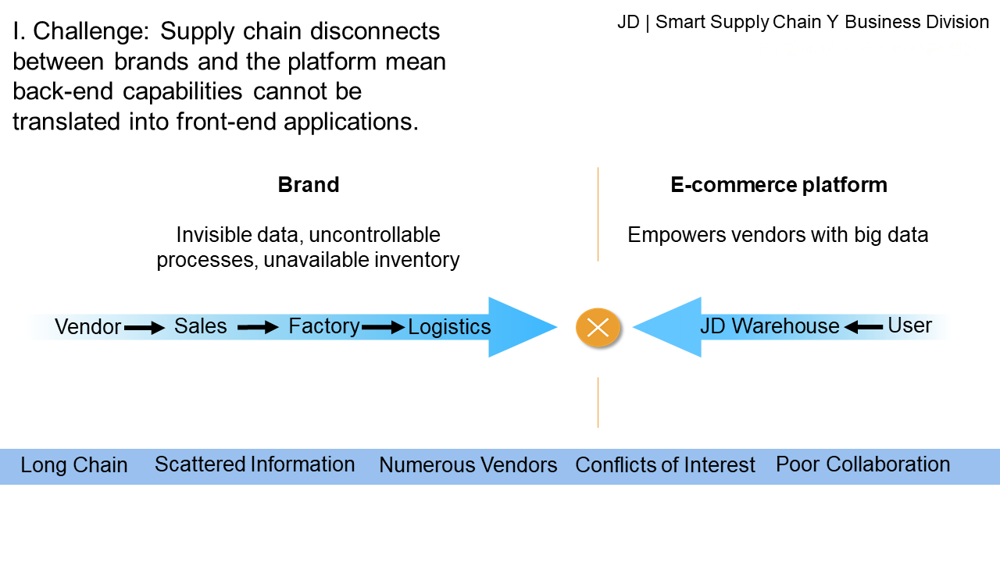 I. Challenge: Supply chain disconnects
between brands and the platform mean
back-end capabilities cannot be
translated into front-end applications.
JD | Smart Supply Chain Y Business Division
Brand
Invisible data, uncontrollable
processes, unavailable inventory
E-commerce platform
Empowers vendors with big data
Vendor Sales Factory Logistics JD Warehouse User
Long Chain Scattered Information Numerous Vendors Conflicts of Interest Poor Collaboration